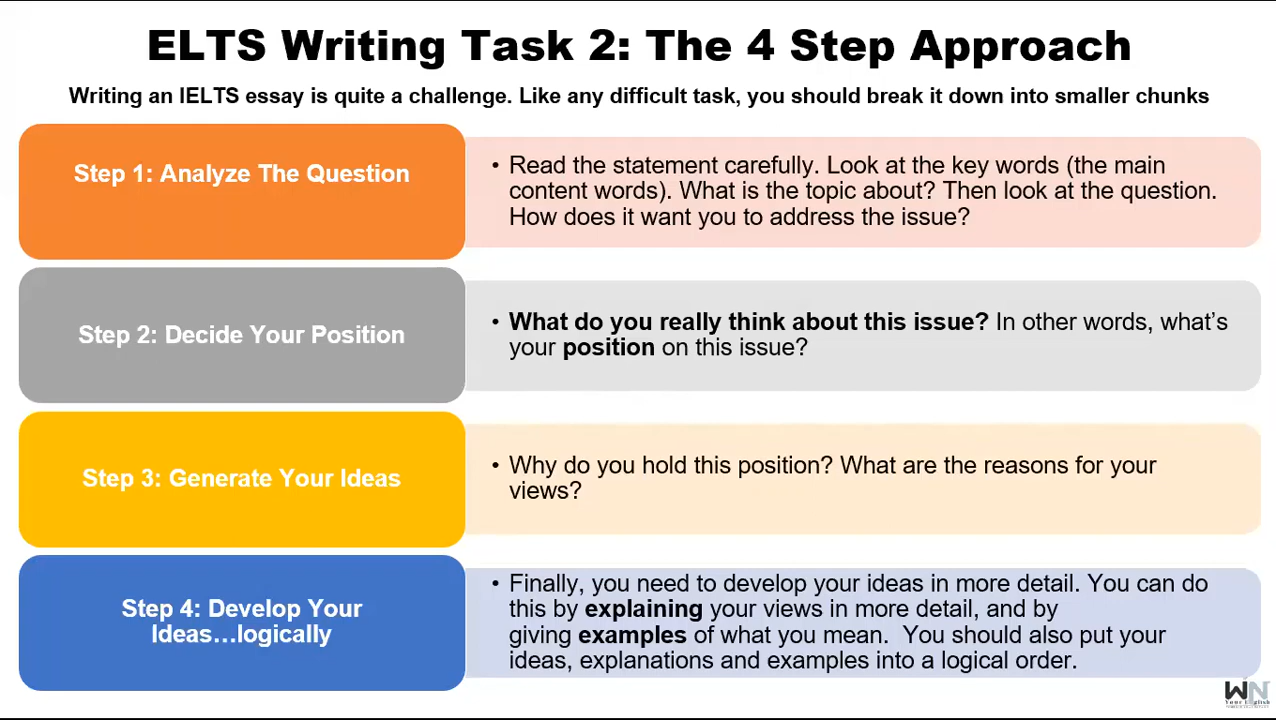 ELTS Writing Task 2: The 4 Step Approach
Writing an IELTS essay is quite a challenge. Like any difficult task, you should break it down into smaller chunks
Step 1: Analyze The Question
• Read the statement carefully. Look at the key words (the main
content words). What is the topic about? Then look at the question.
How does it want you to address the issue?
Step 2: Decide Your Position
• What do you really think about this issue? In other words, what's
your position on this issue?
Step 3: Generate Your Ideas
• Why do you hold this position? What are the reasons for your
views?
Step 4: Develop Your
Ideas…logically
• Finally, you need to develop your ideas in more detail. You can do
this by explaining your views in more detail, and by
giving examples of what you mean.  You should also put your
ideas, explanations and examples into a logical order.
WIN
Your English